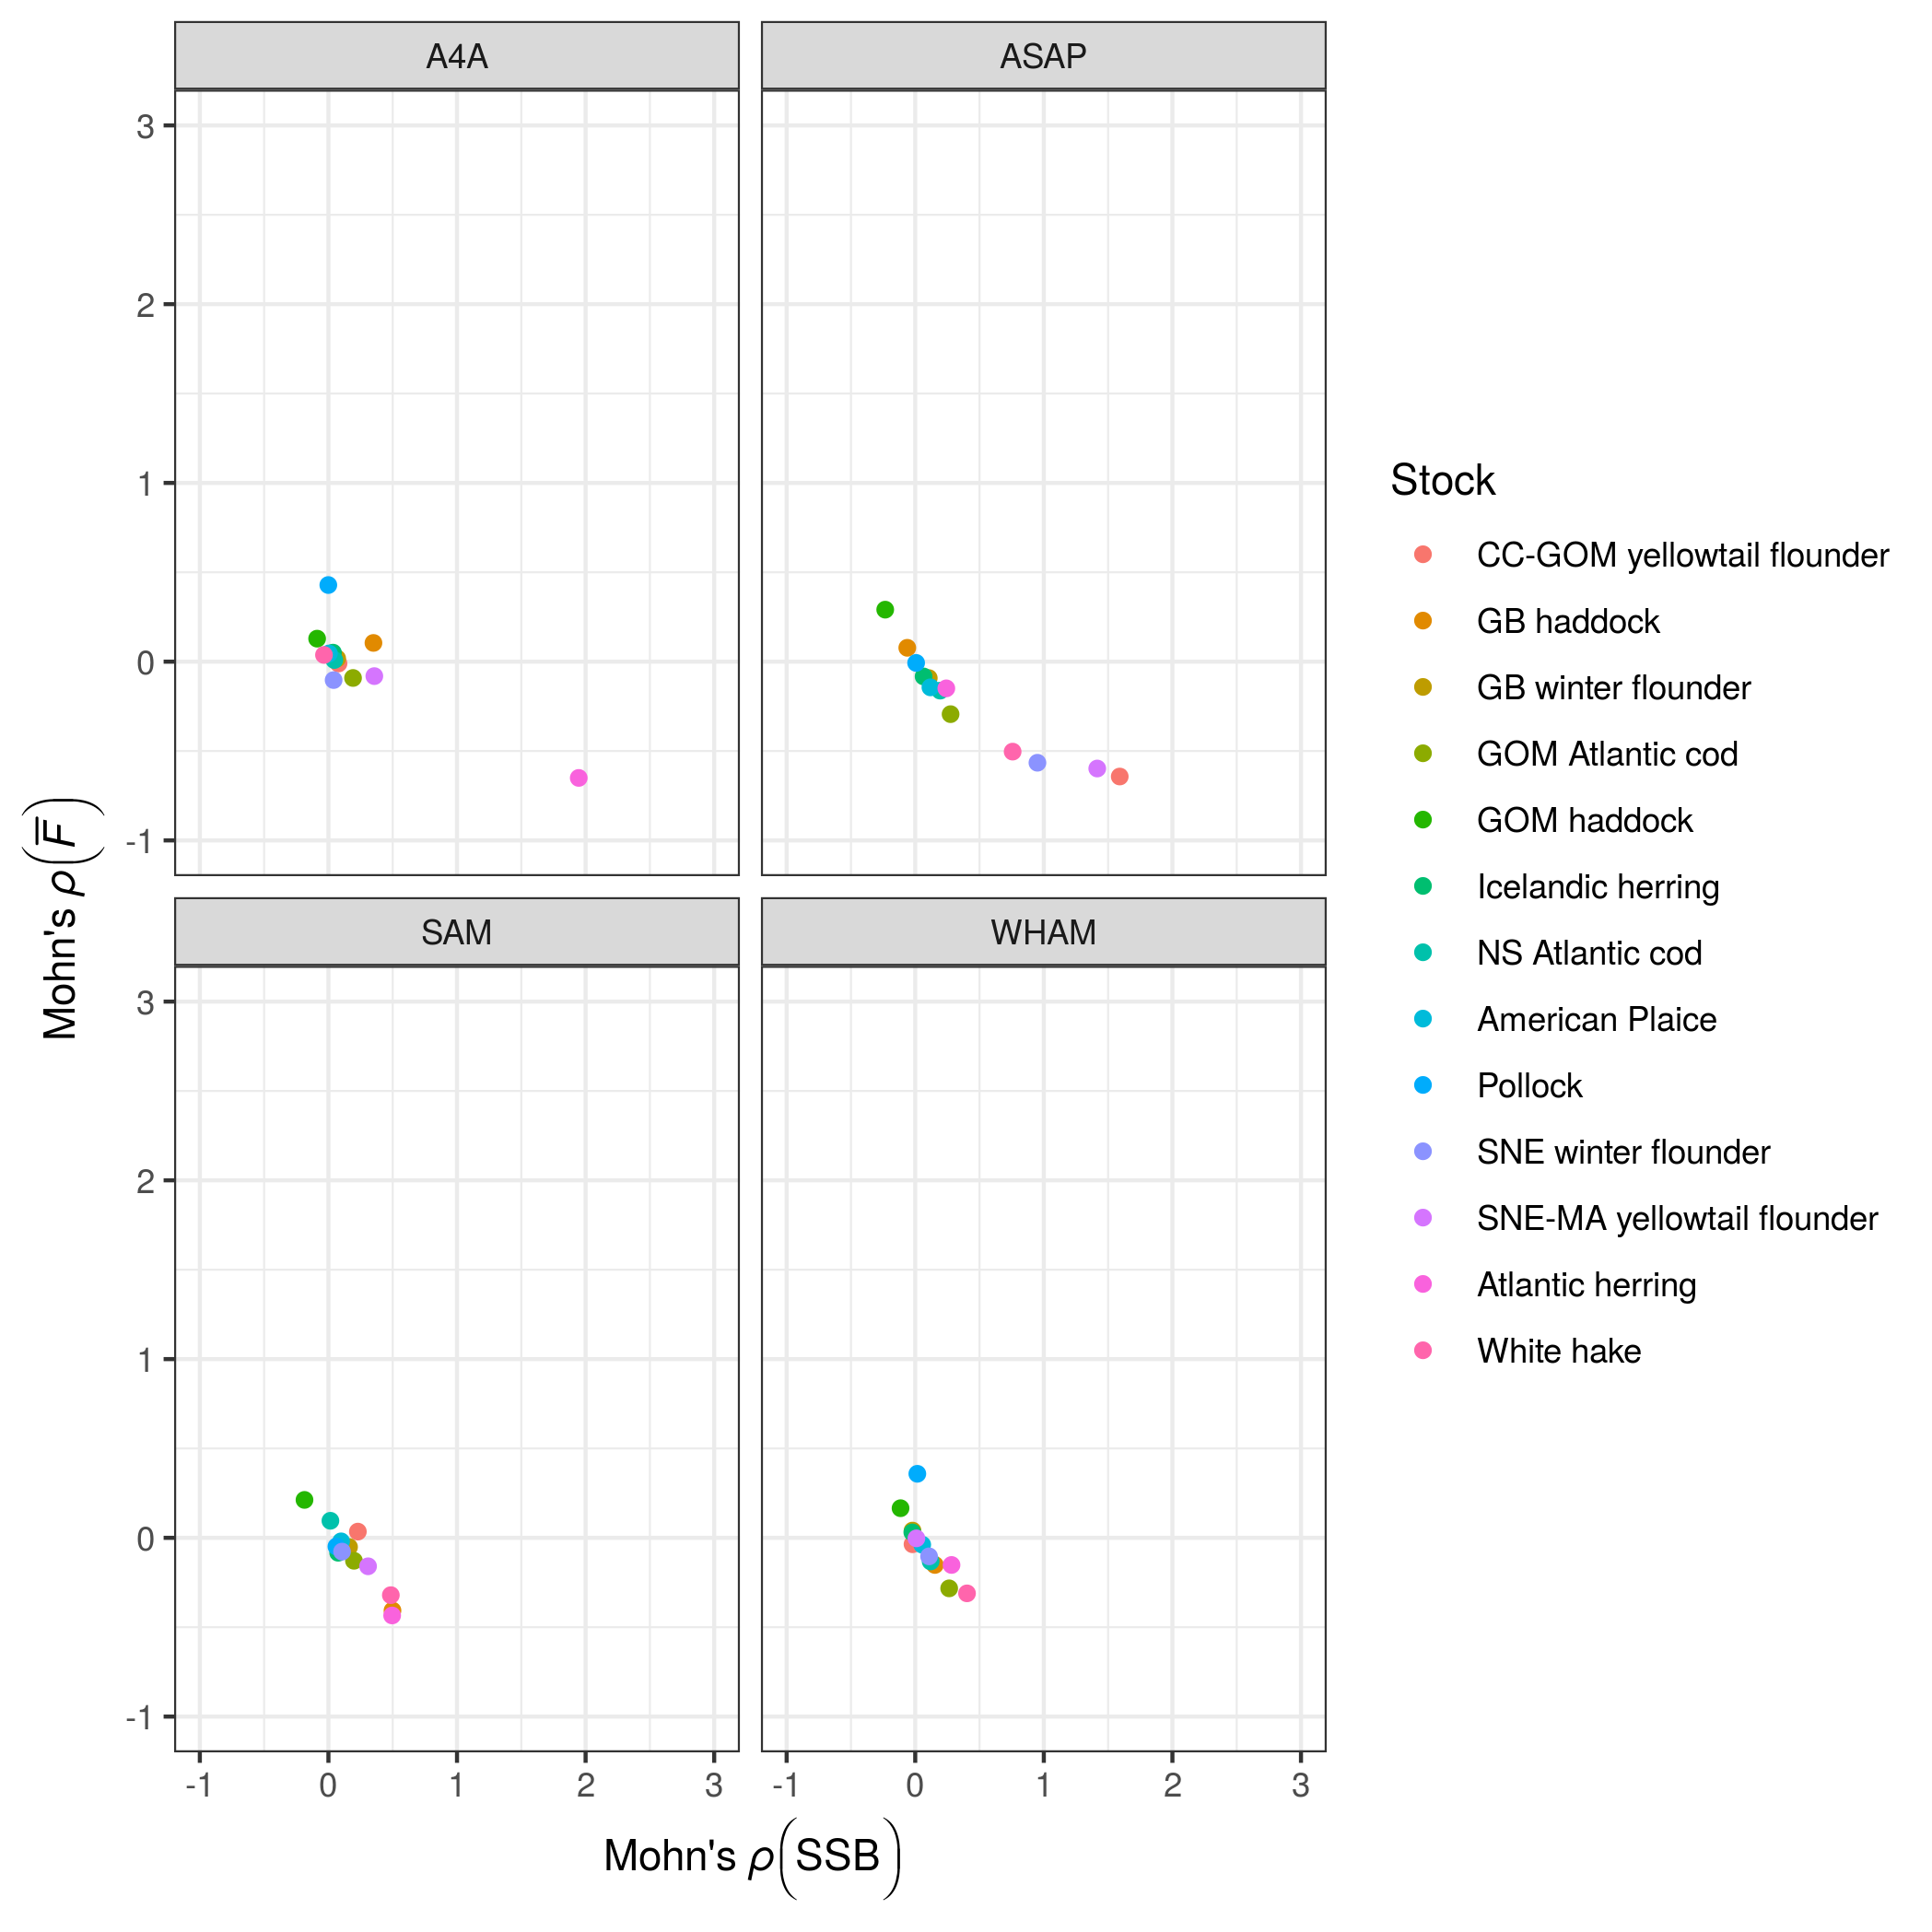 A4A
ASAP
3
2
1
0
-1
SAM
WHAM
3
2
1
0
-1
-1 0 1 2 3
-1 0 1 2 3
Mohn's ρ(SSB)
Mohn's ρ(F̅)
Stock
CC-GOM yellowtail flounder
GB haddock
GB winter flounder
GOM Atlantic cod
GOM haddock
Icelandic herring
NS Atlantic cod
American Plaice
Pollock
SNE winter flounder
SNE-MA yellowtail flounder
Atlantic herring
White hake